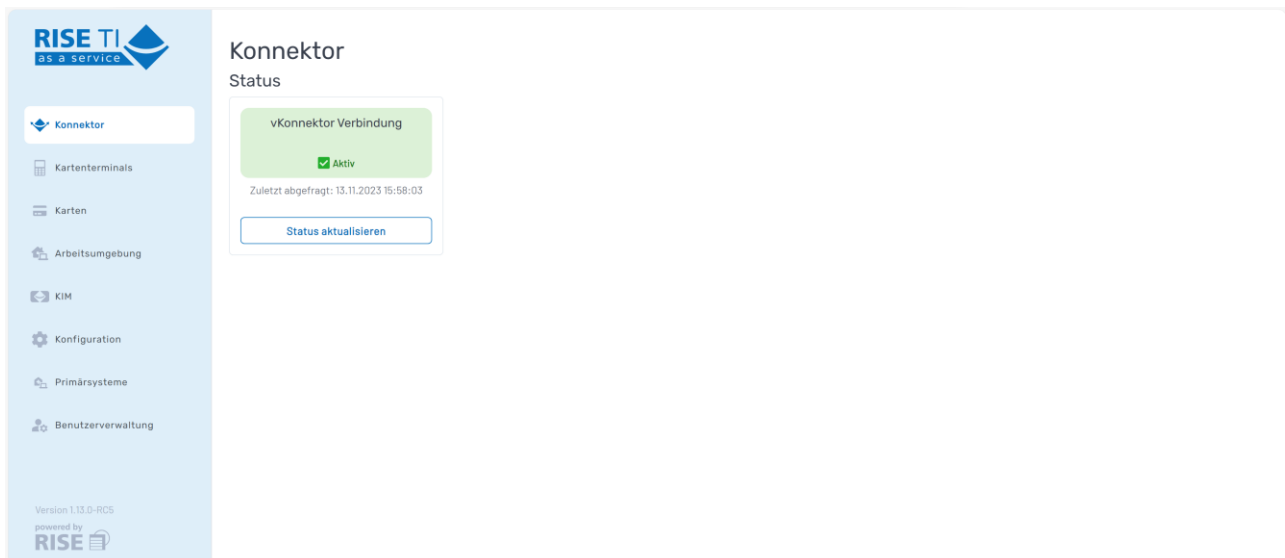 RISE TI
as a service
Konnektor
Kartenterminals
Karten
Arbeitsumgebung
KIM
Konfiguration
Primärsysteme
Benutzerverwaltung
Version 1.13.0-RC5
powered by
RISE
Konnektor
Status
vKonnektor Verbindung
Aktiv
Zuletzt abgefragt: 13.11.2023 15:58:03
Status aktualisieren